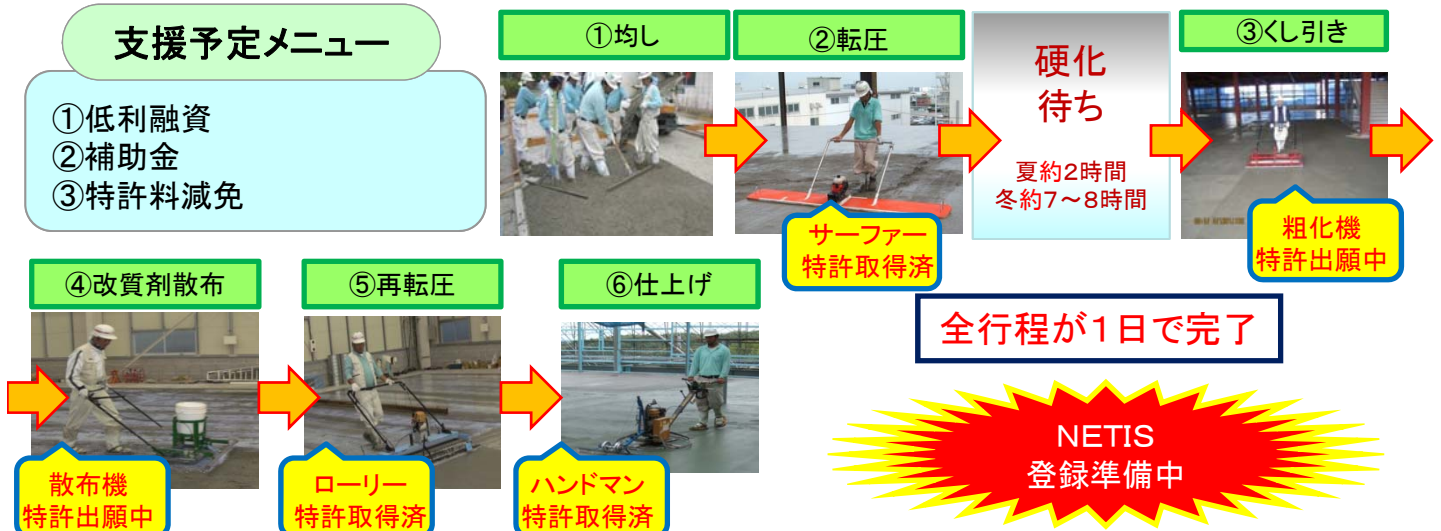 支援予定メニュー
①低利融資
②補助金
③特許料減免
①均し
②転圧
サーファー
特許取得済
硬化
待ち
夏約2時間
冬約7～8時間
③くし引き
粗化機
特許出願中
④改質剤散布
散布機
特許出願中
⑤再転圧
ローリー
特許取得済
⑥仕上げ
ハンドマン
特許取得済
全行程が1日で完了
NETIS
登録準備中